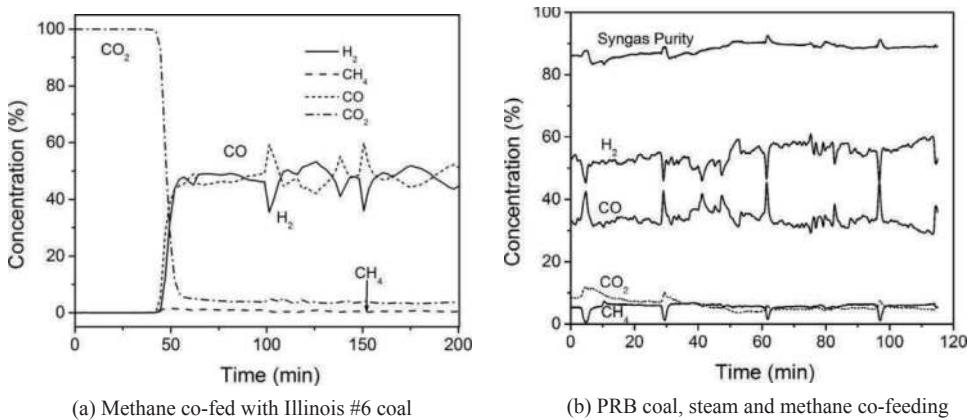 CO2
H2
CH4
CO
CO2
CO
H2
CH4
Concentration (%)
100
80
60
40
20
0
0 50 100 150 200
Time (min)
(a) Methane co-fed with Illinois #6 coal
Syngas Purity
H2
CO
CO2
CH4
Concentration (%)
100
80
60
40
20
0
0 20 40 60 80 100 120
Time (min)
(b) PRB coal, steam and methane co-feeding